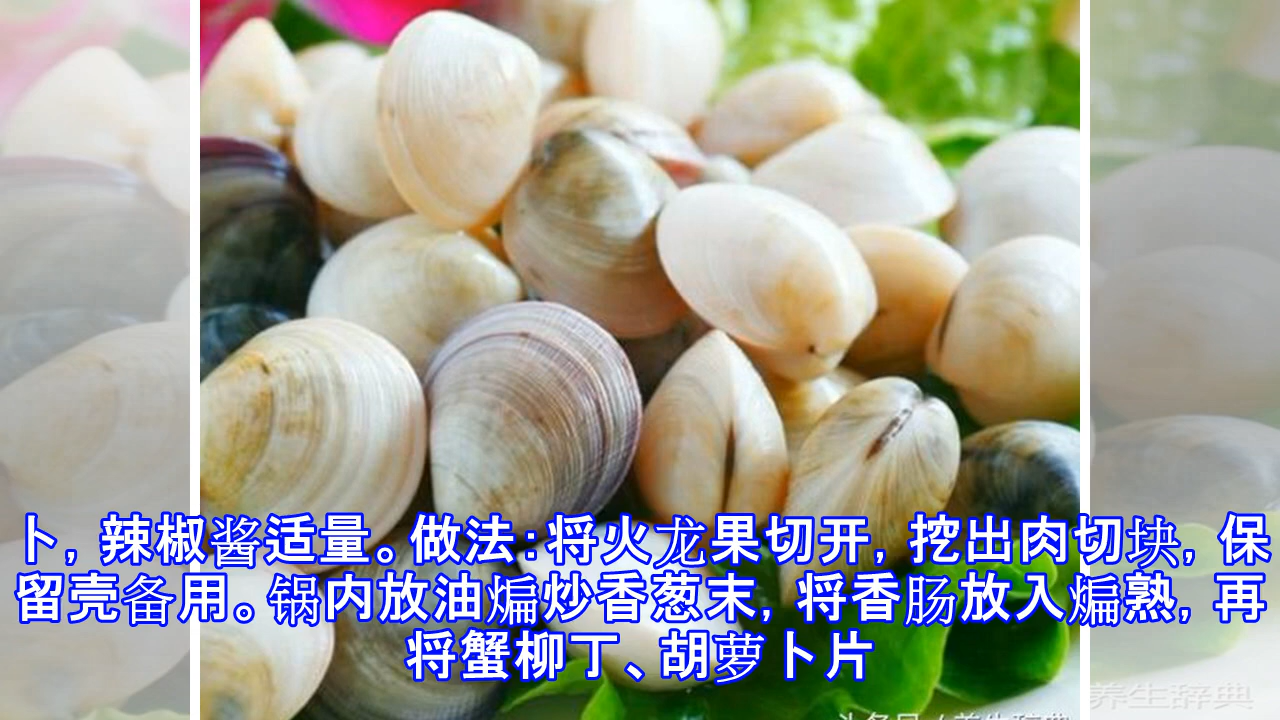 卜,辣椒酱适量。做法:将火龙果切开,挖出肉切块,保
留壳备用。锅内放油煸炒香葱末,将香肠放入煸熟,再
将蟹柳丁、胡萝卜片
养生辞典